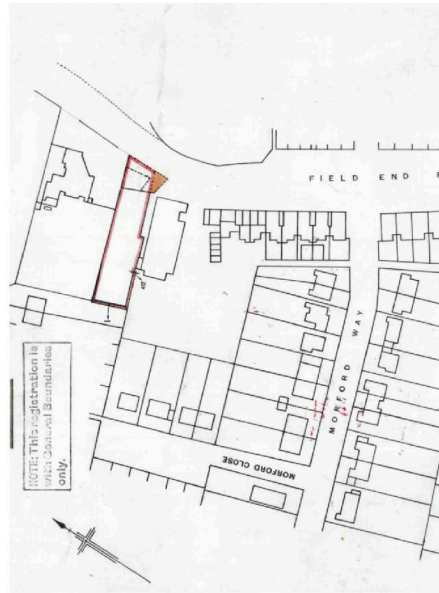 FIELD END
MORFORD WAY
MORFORD CLOSE
NOTE: This registration is
with General Boundaries
only.